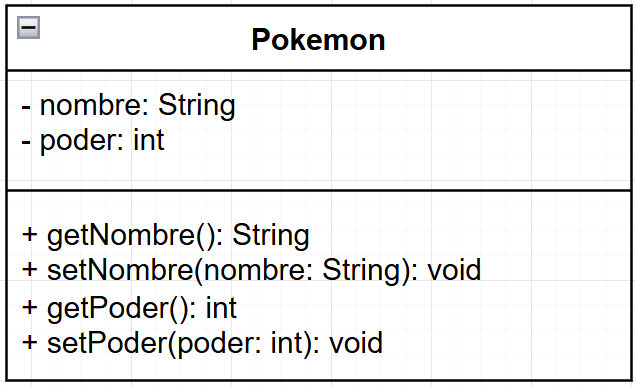 Pokemon
- nombre: String
- poder: int
+ getNombre(): String
+ setNombre(nombre: String): void
+ getPoder(): int
+ setPoder(poder: int): void